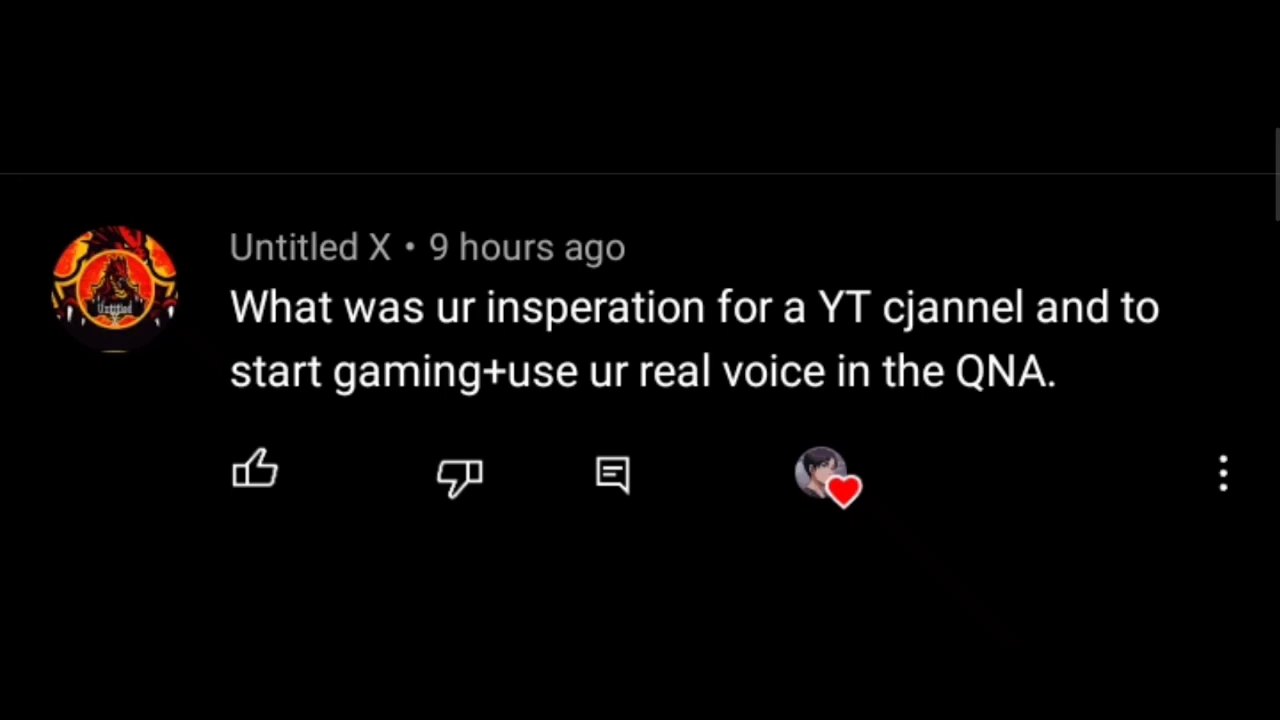 Untitled X • 9 hours ago
What was ur insperation for a YT cjannel and to
start gaming+use ur real voice in the QNA.
Untitled